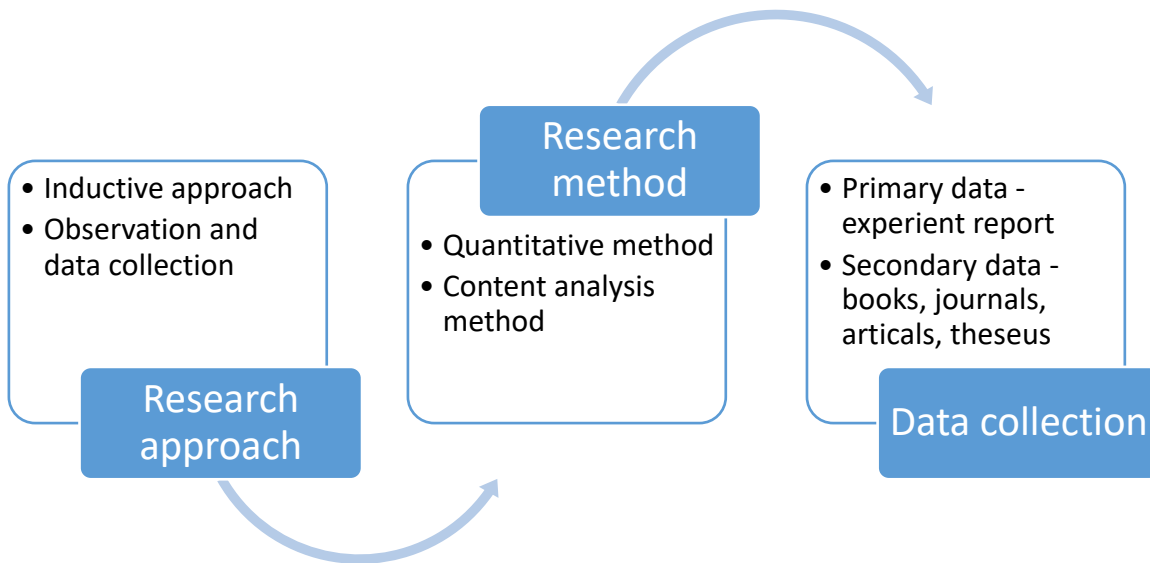 • Inductive approach
• Observation and
data collection
Research
approach
Research
method
• Quantitative method
• Content analysis
method
• Primary data -
experient report
• Secondary data -
books, journals,
articals, theseus
Data collection